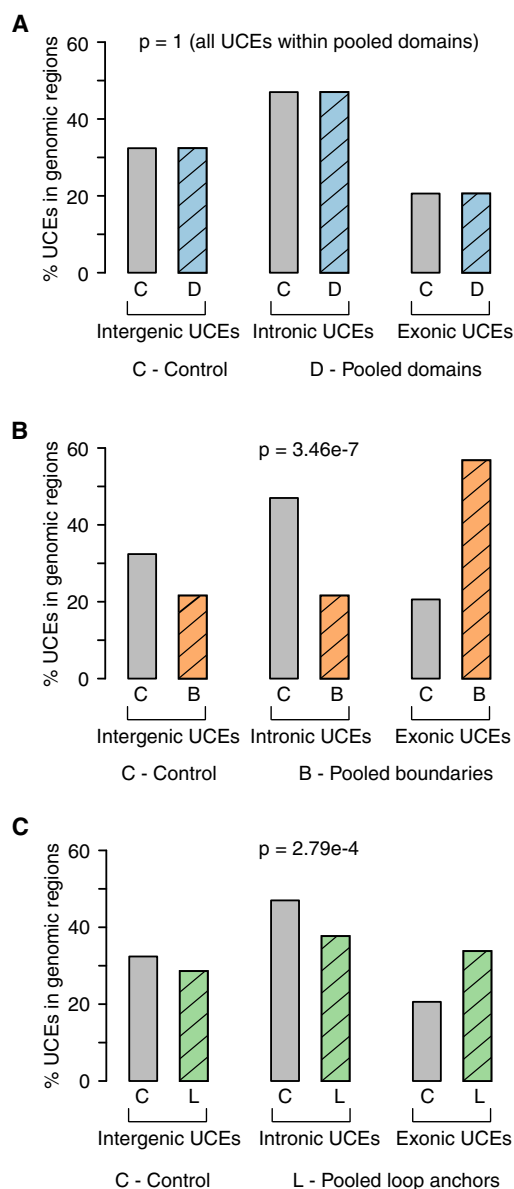 A
p = 1 (all UCEs within pooled domains)
% UCEs in genomic regions
60
40
20
0
C D C D C D
Intergenic UCEs Intronic UCEs Exonic UCEs
C - Control D - Pooled domains
B
p = 3.46e-7
% UCEs in genomic regions
60
40
20
0
C B C B C B
Intergenic UCEs Intronic UCEs Exonic UCEs
C - Control B - Pooled boundaries
C
p = 2.79e-4
% UCEs in genomic regions
60
40
20
0
C L C L C L
Intergenic UCEs Intronic UCEs Exonic UCEs
C - Control L - Pooled loop anchors